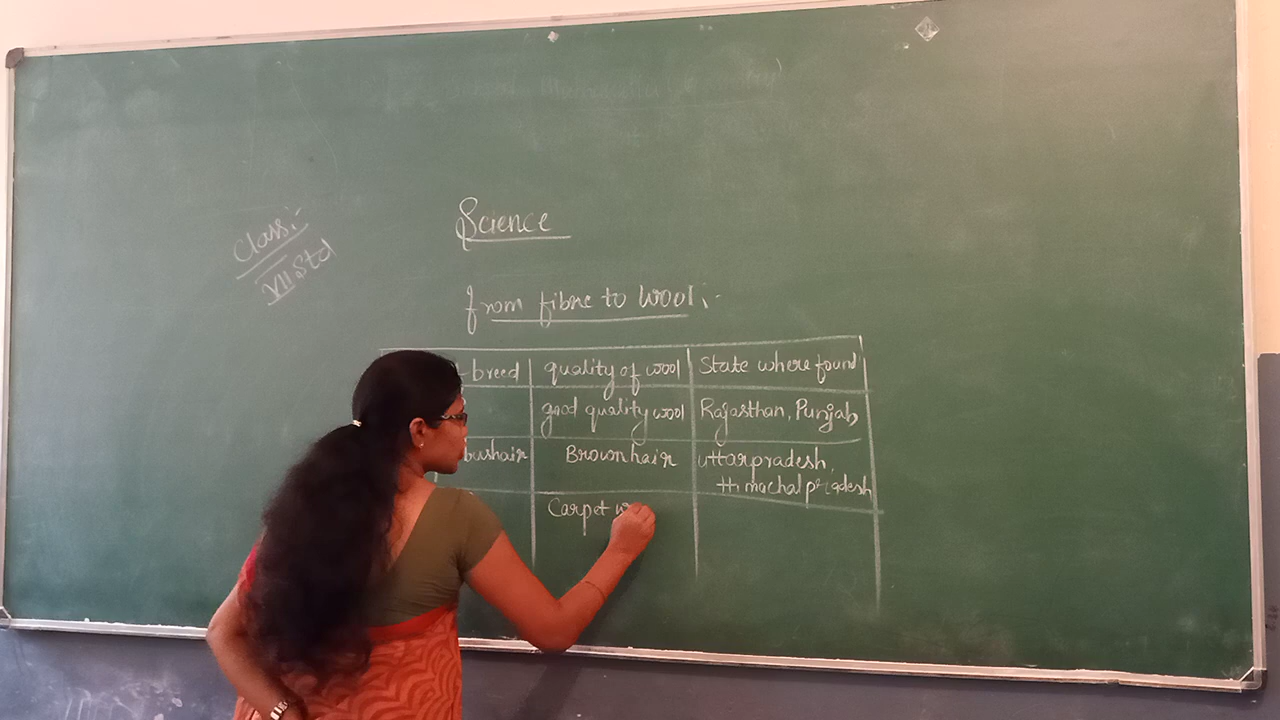 Class:-
VII Std
Science
from fibre to wool:-
breed quality of wool State where found
good quality wool Rajasthan, Punjab
bushair Brown hair uttarpradesh,
Himachal pradesh
Carpet w